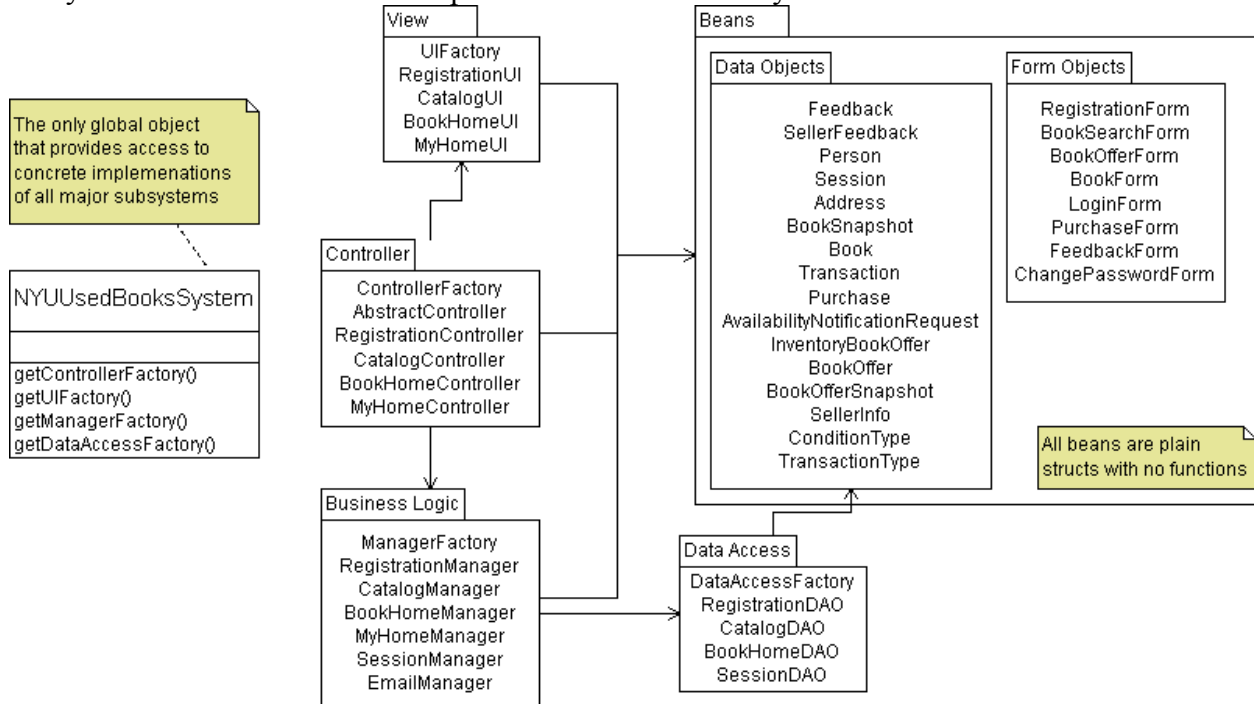 View
UIFactory
RegistrationUI
CatalogUI
BookHomeUI
MyHomeUI
Beans
Data Objects
Feedback
SellerFeedback
Person
Session
Address
BookSnapshot
Book
Transaction
Purchase
AvailabilityNotificationRequest
InventoryBookOffer
BookOffer
BookOfferSnapshot
SellerInfo
ConditionType
TransactionType
Form Objects
RegistrationForm
BookSearchForm
BookOfferForm
BookForm
LoginForm
PurchaseForm
FeedbackForm
ChangePasswordForm
All beans are plain
structs with no functions
The only global object
that provides access to
concrete implemenations
of all major subsystems
NYUUsedBooksSystem
getControllerFactory()
getUIFactory()
getManagerFactory()
getDataAccessFactory()
Controller
ControllerFactory
AbstractController
RegistrationController
CatalogController
BookHomeController
MyHomeController
Business Logic
ManagerFactory
RegistrationManager
CatalogManager
BookHomeManager
MyHomeManager
SessionManager
EmailManager
Data Access
DataAccessFactory
RegistrationDAO
CatalogDAO
BookHomeDAO
SessionDAO